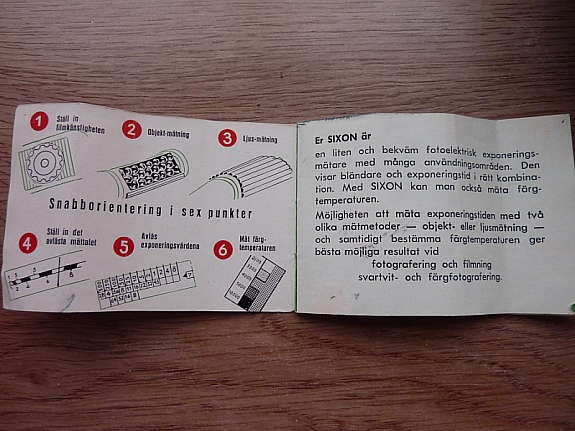 1 Ställ in
filmkänsligheten
2 Objekt-mätning
3 Ljus-mätning
Snabborientering i sex punkter
4 Ställ in det
avlästa mättalet
5 Avläs
exponeringsvärdena
6 Mät färg-
temperaturen
Er SIXON är
en liten och bekväm fotoelektrisk exponerings-
mätare med många användningsområden. Den
visar bländare och exponeringstid i rätt kombina-
tion. Med SIXON kan man också mäta färg-
temperaturen.
Möjligheten att mäta exponeringstiden med två
olika mätmetoder — objekt- eller ljusmätning —
och samtidigt bestämma färgtemperaturen ger
bästa möjliga resultat vid
fotografering och filmning
svartvit- och färgfotografering.